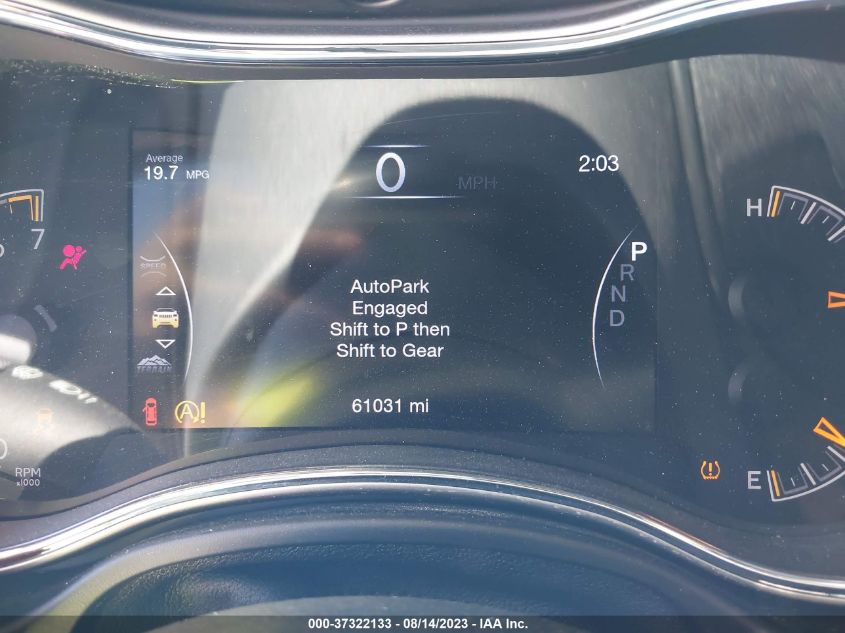 Average
19.7 MPG
0
MPH
2:03
7
H
SPEED
P
R
N
D
AutoPark
Engaged
Shift to P then
Shift to Gear
TERRAIN
A!
61031 mi
RPM
x1000
E
000-37322133 - 08/14/2023 - IAA Inc.